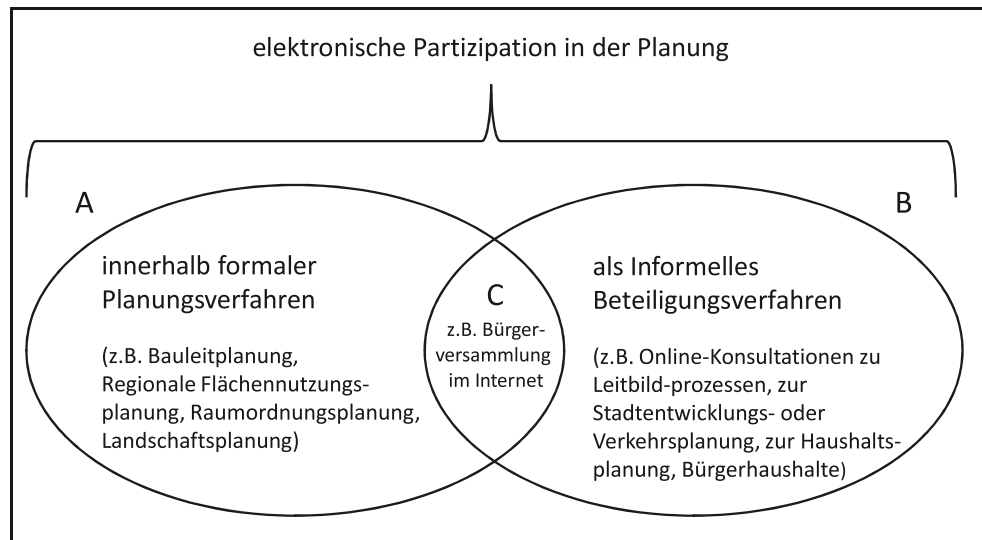 elektronische Partizipation in der Planung
A
innerhalb formaler
Planungsverfahren
(z.B. Bauleitplanung,
Regionale Flächennutzungs-
planung, Raumordnungsplanung,
Landschaftsplanung)
C
z.B. Bürger-
versammlung
im Internet
B
als Informelles
Beteiligungsverfahren
(z.B. Online-Konsultationen zu
Leitbild-prozessen, zur
Stadtentwicklungs- oder
Verkehrsplanung, zur Haushalts-
planung, Bürgerhaushalte)